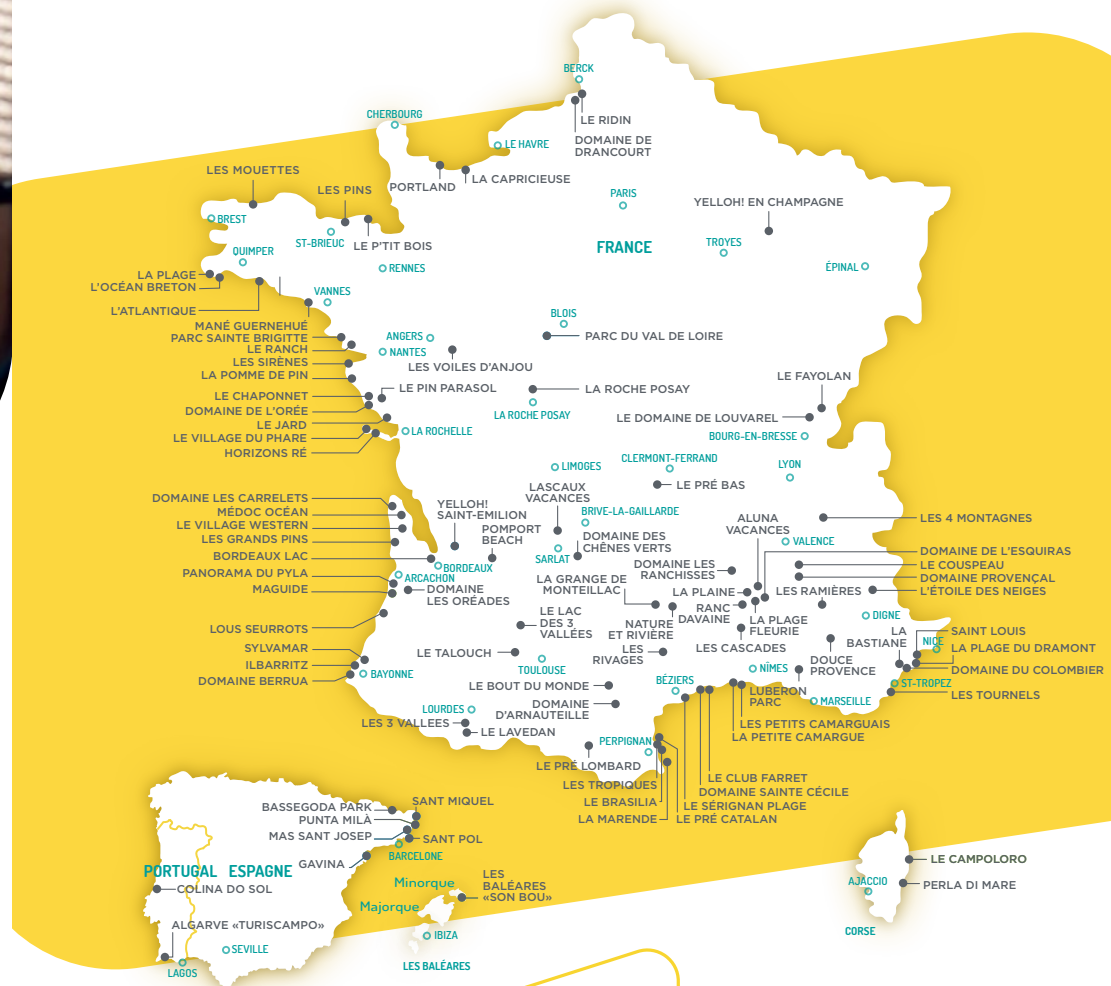 BERCK
LE RIDIN
DOMAINE DE
DRANCOURT
CHERBOURG
LE HAVRE
PORTLAND
LA CAPRICIEUSE
LES MOUETTES
LES PINS
PARIS
YELLOH! EN CHAMPAGNE
BREST
ST-BRIEUC
LE P'TIT BOIS
FRANCE
TROYES
QUIMPER
RENNES
ÉPINAL
LA PLAGE
L'OCÉAN BRETON
L'ATLANTIQUE
VANNES
MANÉ GUERNEHUÉ
PARC SAINTE BRIGITTE
LE RANCH
LES SIRÈNES
LA POMME DE PIN
LE CHAPONNET
DOMAINE DE L'ORÉE
LE JARD
LE VILLAGE DU PHARE
HORIZONS RÉ
BLOIS
ANGERS
PARC DU VAL DE LOIRE
NANTES
LES VOILES D'ANJOU
LE PIN PARASOL
LA ROCHE POSAY
LA ROCHE POSAY
LE FAYOLAN
LE DOMAINE DE LOUVAREL
LA ROCHELLE
BOURG-EN-BRESSE
LIMOGES
CLERMONT-FERRAND
LYON
LE PRÉ BAS
DOMAINE LES CARRELETS
MÉDOC OCÉAN
LE VILLAGE WESTERN
LES GRANDS PINS
BORDEAUX LAC
PANORAMA DU PYLA
MAGUIDE
LOUS SEURROTS
SYLVAMAR
ILBARRITZ
DOMAINE BERRUA
YELLOH!
SAINT-EMILION
POMPORT
BEACH
LASCAUX
VACANCES
BRIVE-LA-GAILLARDE
DOMAINE DES
CHÊNES VERTS
SARLAT
BORDEAUX
ARCACHON
DOMAINE
LES ORÉADES
ALUNA
VACANCES
VALENCE
LES 4 MONTAGNES
DOMAINE DE L'ESQUIRAS
LE COUSPEAU
DOMAINE PROVENÇAL
L'ÉTOILE DES NEIGES
DOMAINE LES
RANCHISSES
LA GRANGE DE
MONTEILLAC
LA PLAINE
RANC
DAVAINE
LES RAMIÈRES
LA PLAGE
FLEURIE
NATURE
ET RIVIÈRE
LES
RIVAGES
LES CASCADES
LE LAC
DES 3
VALLÉES
LE TALOUCH
TOULOUSE
DIGNE
LA
BASTIANE
NICE
SAINT LOUIS
LA PLAGE DU DRAMONT
DOMAINE DU COLOMBIER
ST-TROPEZ
LES TOURNELS
DOUCE
PROVENCE
NÎMES
LUBERON
PARC
MARSEILLE
BAYONNE
LE BOUT DU MONDE
BÉZIERS
DOMAINE
D'ARNAUTEILLE
LOURDES
LES 3 VALLEES
LE LAVEDAN
LES PETITS CAMARGUAIS
LA PETITE CAMARGUE
PERPIGNAN
LE PRÉ LOMBARD
LES TROPIQUES
LE BRASILIA
LA MARENDE
LE CLUB FARRET
DOMAINE SAINTE CÉCILE
LE SÉRIGNAN PLAGE
LE PRÉ CATALAN
BASSEGODA PARK
SANT MIQUEL
PUNTA MILÀ
MAS SANT JOSEP
SANT POL
BARCELONE
GAVINA
PORTUGAL
ESPAGNE
COLINA DO SOL
Minorque
LES
BALÉARES
«SON BOU»
Majorque
ALGARVE «TURISCAMPO»
SEVILLE
IBIZA
LAGOS
LES BALÉARES
LE CAMPOLORO
AJACCIO
PERLA DI MARE
CORSE